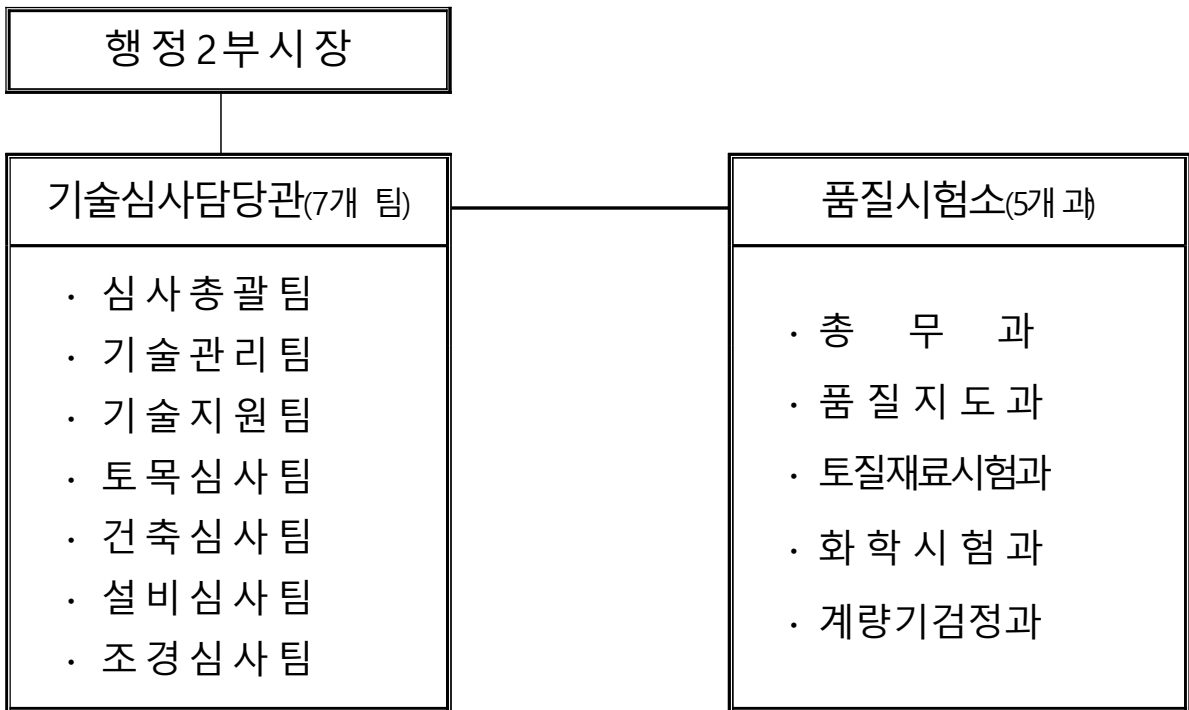 행정2부시장
기술심사담당관(7개 팀)
· 심사총괄팀
· 기술관리팀
· 기술지원팀
· 토목심사팀
· 건축심사팀
· 설비심사팀
· 조경심사팀
품질시험소(5개 과)
· 총 무 과
· 품질지도과
· 토질재료시험과
· 화학시험과
· 계량기검정과